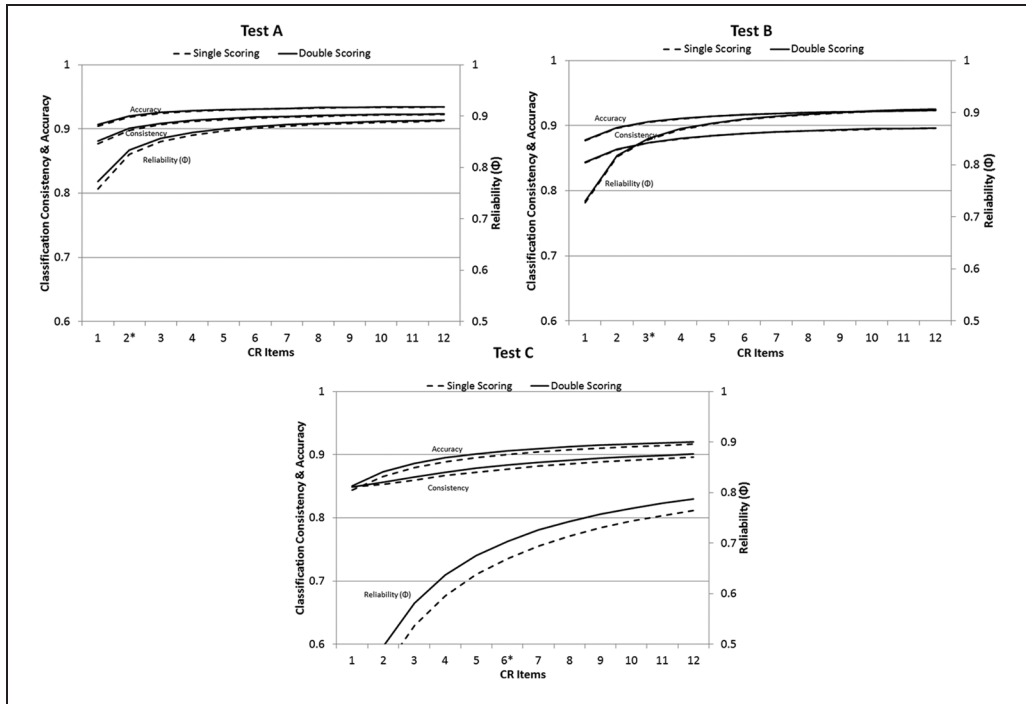 Test A
Single Scoring Double Scoring
Classification Consistency & Accuracy
1
0.9
0.8
0.7
0.6
Accuracy
Consistency
Reliability (Φ)
1
0.9
0.8
0.7
0.6
0.5
Reliability (Φ)
1 2* 3 4 5 6 7 8 9 10 11 12
CR Items
Test B
Single Scoring Double Scoring
Classification Consistency & Accuracy
1
0.9
0.8
0.7
0.6
Accuracy
Consistency
Reliability (Φ)
1
0.9
0.8
0.7
0.6
0.5
Reliability (Φ)
1 2 3* 4 5 6 7 8 9 10 11 12
CR Items
Test C
Single Scoring Double Scoring
Classification Consistency & Accuracy
1
0.9
0.8
0.7
0.6
Accuracy
Consistency
Reliability (Φ)
1
0.9
0.8
0.7
0.6
0.5
Reliability (Φ)
1 2 3 4 5 6* 7 8 9 10 11 12
CR Items